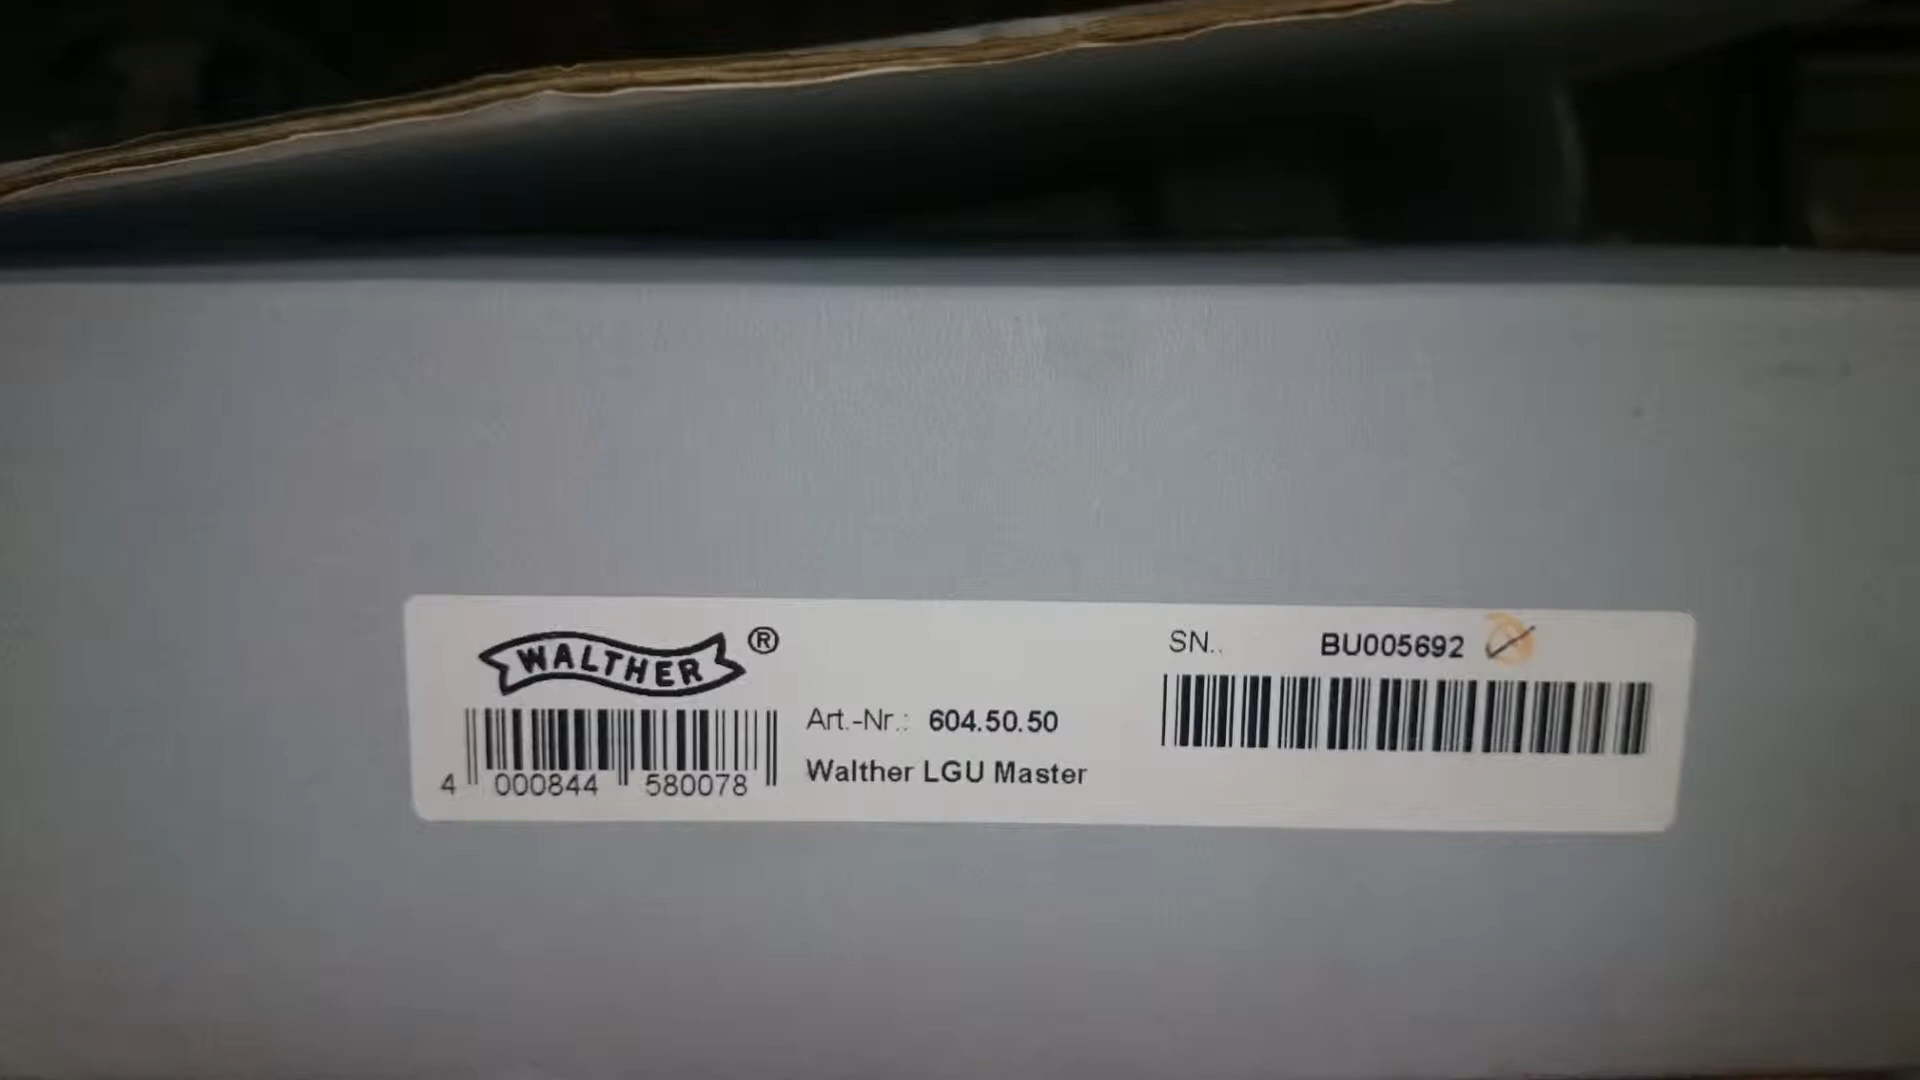 WALTHER ®
4 000844 580078
Art.-Nr.: 604.50.50
Walther LGU Master
SN.. BU005692